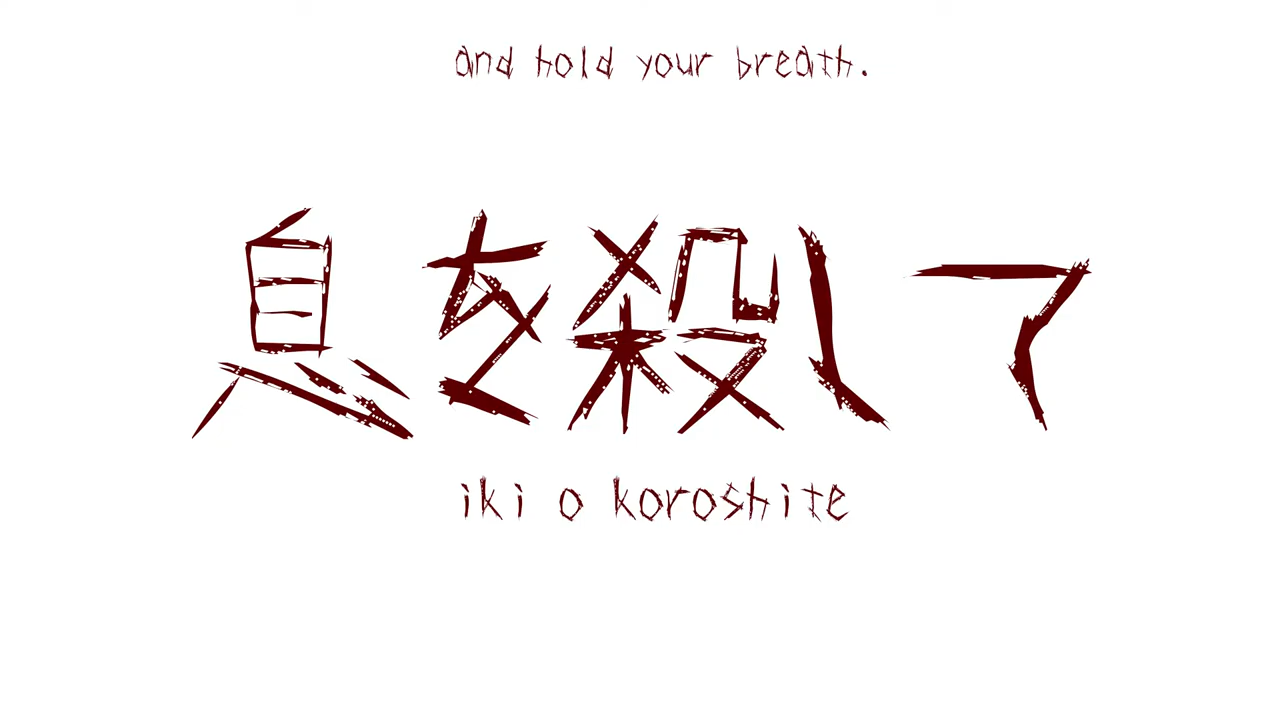 and hold your breath.
息を殺して
iki o koroshite